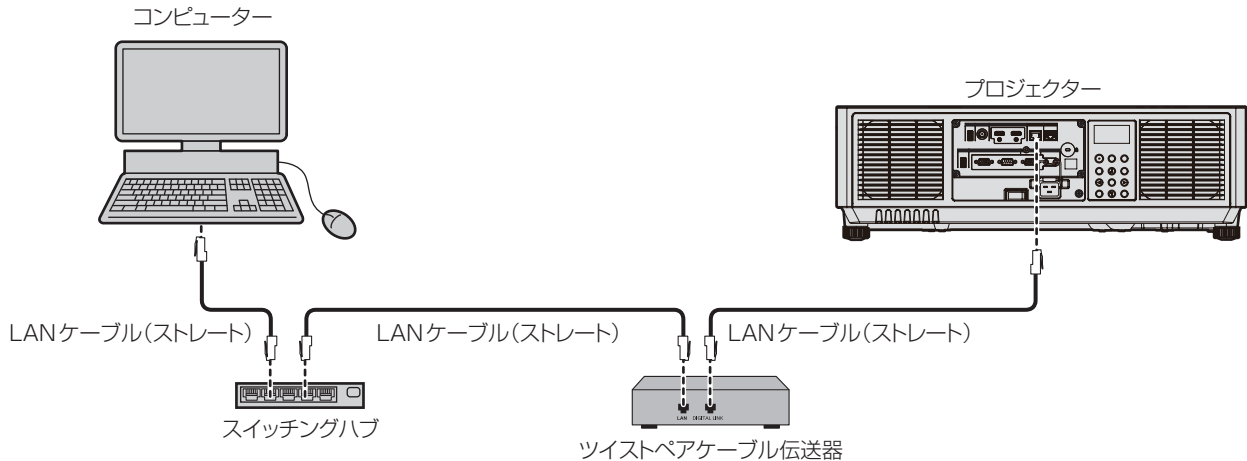 コンピューター
プロジェクター
LANケーブル（ストレート）
LANケーブル（ストレート）
LANケーブル（ストレート）
LAN
DIGITAL LINK
スイッチングハブ
ツイストペアケーブル伝送器